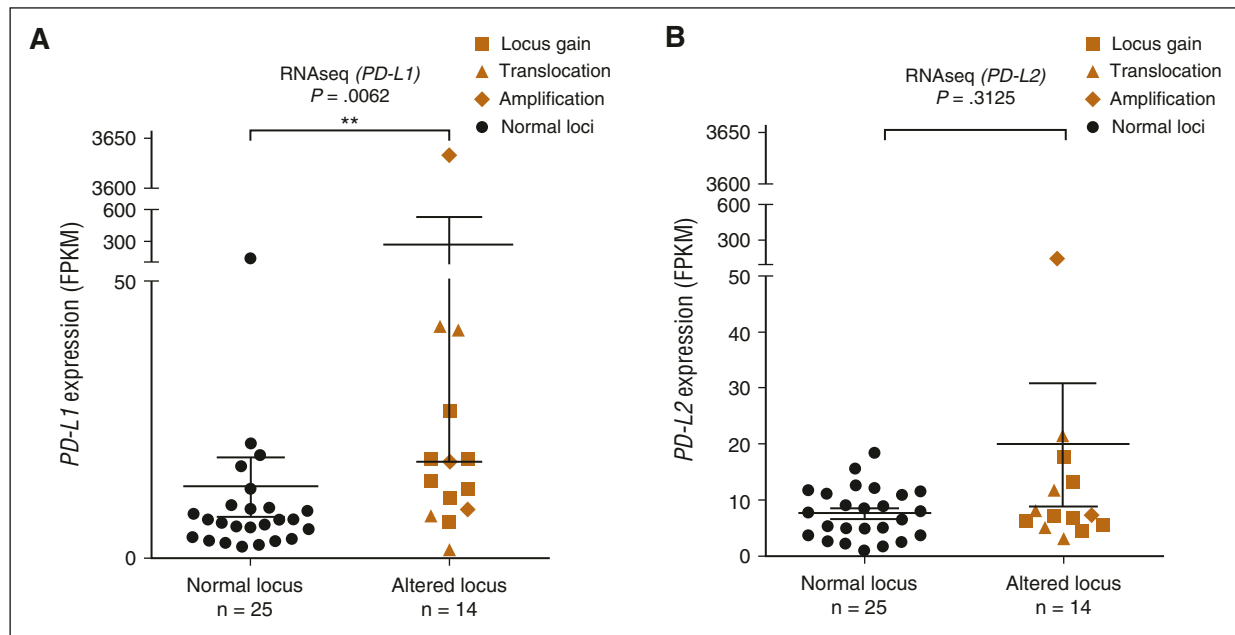 A
Locus gain
Translocation
Amplification
Normal loci
RNAseq (PD-L1)
P = .0062
**
3650
3600
600
300
50
0
PD-L1 expression (FPKM)
Normal locus
n = 25
Altered locus
n = 14
B
Locus gain
Translocation
Amplification
Normal loci
RNAseq (PD-L2)
P = .3125
3650
3600
600
300
50
40
30
20
10
0
PD-L2 expression (FPKM)
Normal locus
n = 25
Altered locus
n = 14